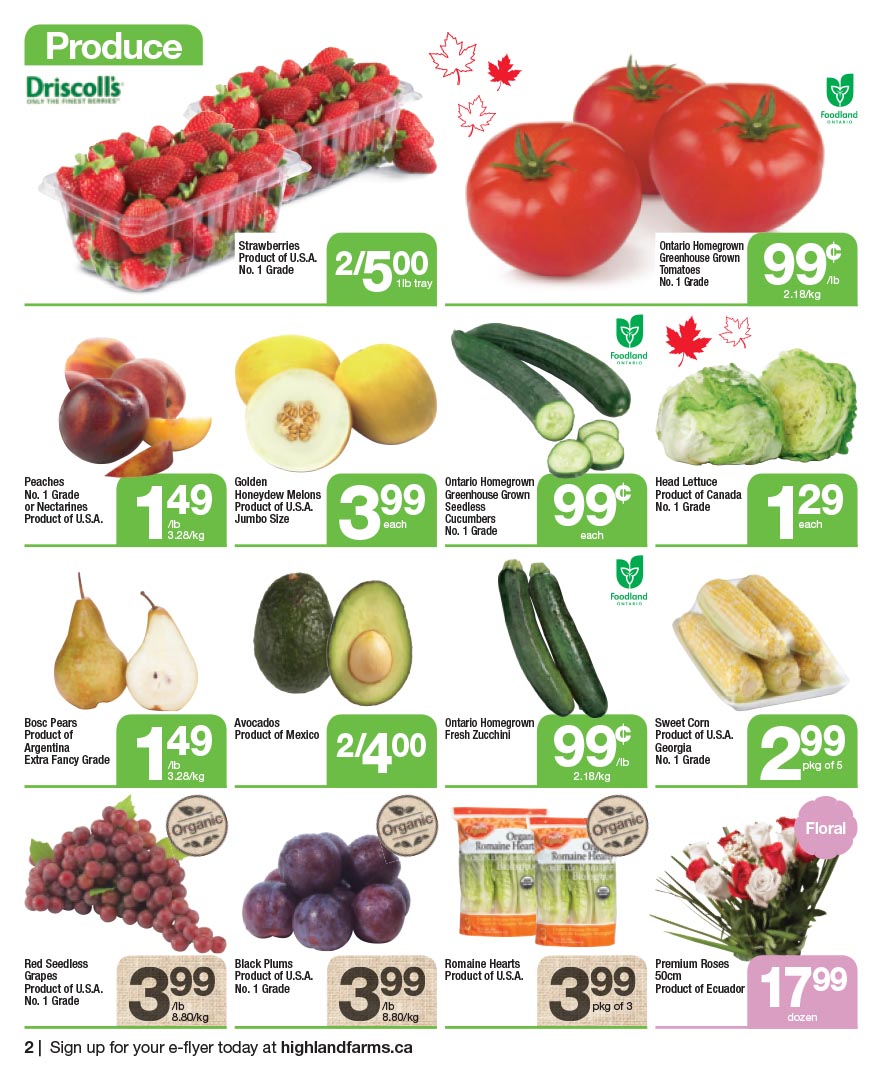 Produce
Driscoll's
ONLY THE FINEST BERRIES
Strawberries
Product of U.S.A.
No. 1 Grade
2/5.00
1lb tray
Foodland
ONTARIO
Ontario Homegrown
Greenhouse Grown
Tomatoes
No. 1 Grade
99¢
/lb
2.18/kg
Peaches
No. 1 Grade
or Nectarines
Product of U.S.A.
1.49
/lb
3.28/kg
Golden
Honeydew Melons
Product of U.S.A.
Jumbo Size
3.99
each
Foodland
ONTARIO
Ontario Homegrown
Greenhouse Grown
Seedless
Cucumbers
No. 1 Grade
99¢
each
Head Lettuce
Product of Canada
No. 1 Grade
1.29
each
Bosc Pears
Product of
Argentina
Extra Fancy Grade
1.49
/lb
3.28/kg
Avocados
Product of Mexico
2/4.00
Foodland
ONTARIO
Ontario Homegrown
Fresh Zucchini
99¢
/lb
2.18/kg
Sweet Corn
Product of U.S.A.
Georgia
No. 1 Grade
2.99
pkg of 5
Organic
Red Seedless
Grapes
Product of U.S.A.
No. 1 Grade
3.99
/lb
8.80/kg
Organic
Black Plums
Product of U.S.A.
No. 1 Grade
3.99
/lb
8.80/kg
Organic
Romaine Hearts
Product of U.S.A.
3.99
pkg of 3
Floral
Premium Roses
50cm
Product of Ecuador
17.99
dozen
2 | Sign up for your e-flyer today at highlandfarms.ca